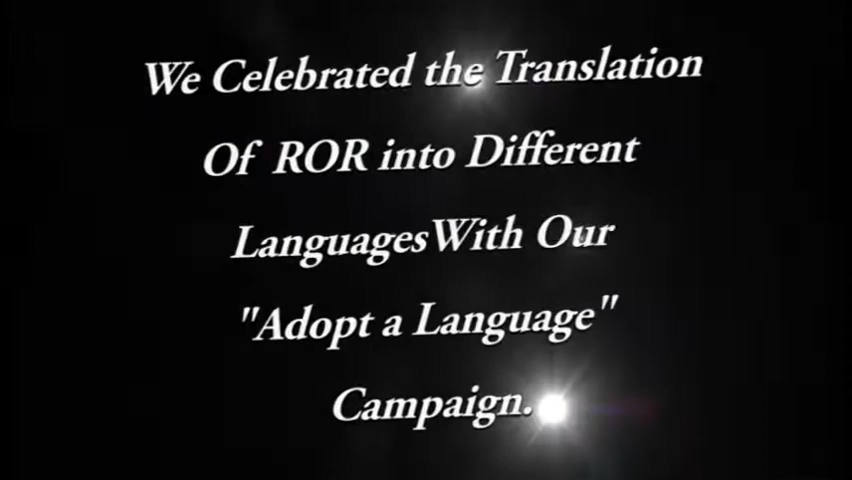 We Celebrated the Translation
Of ROR into Different
LanguagesWith Our
"Adopt a Language"
Campaign.